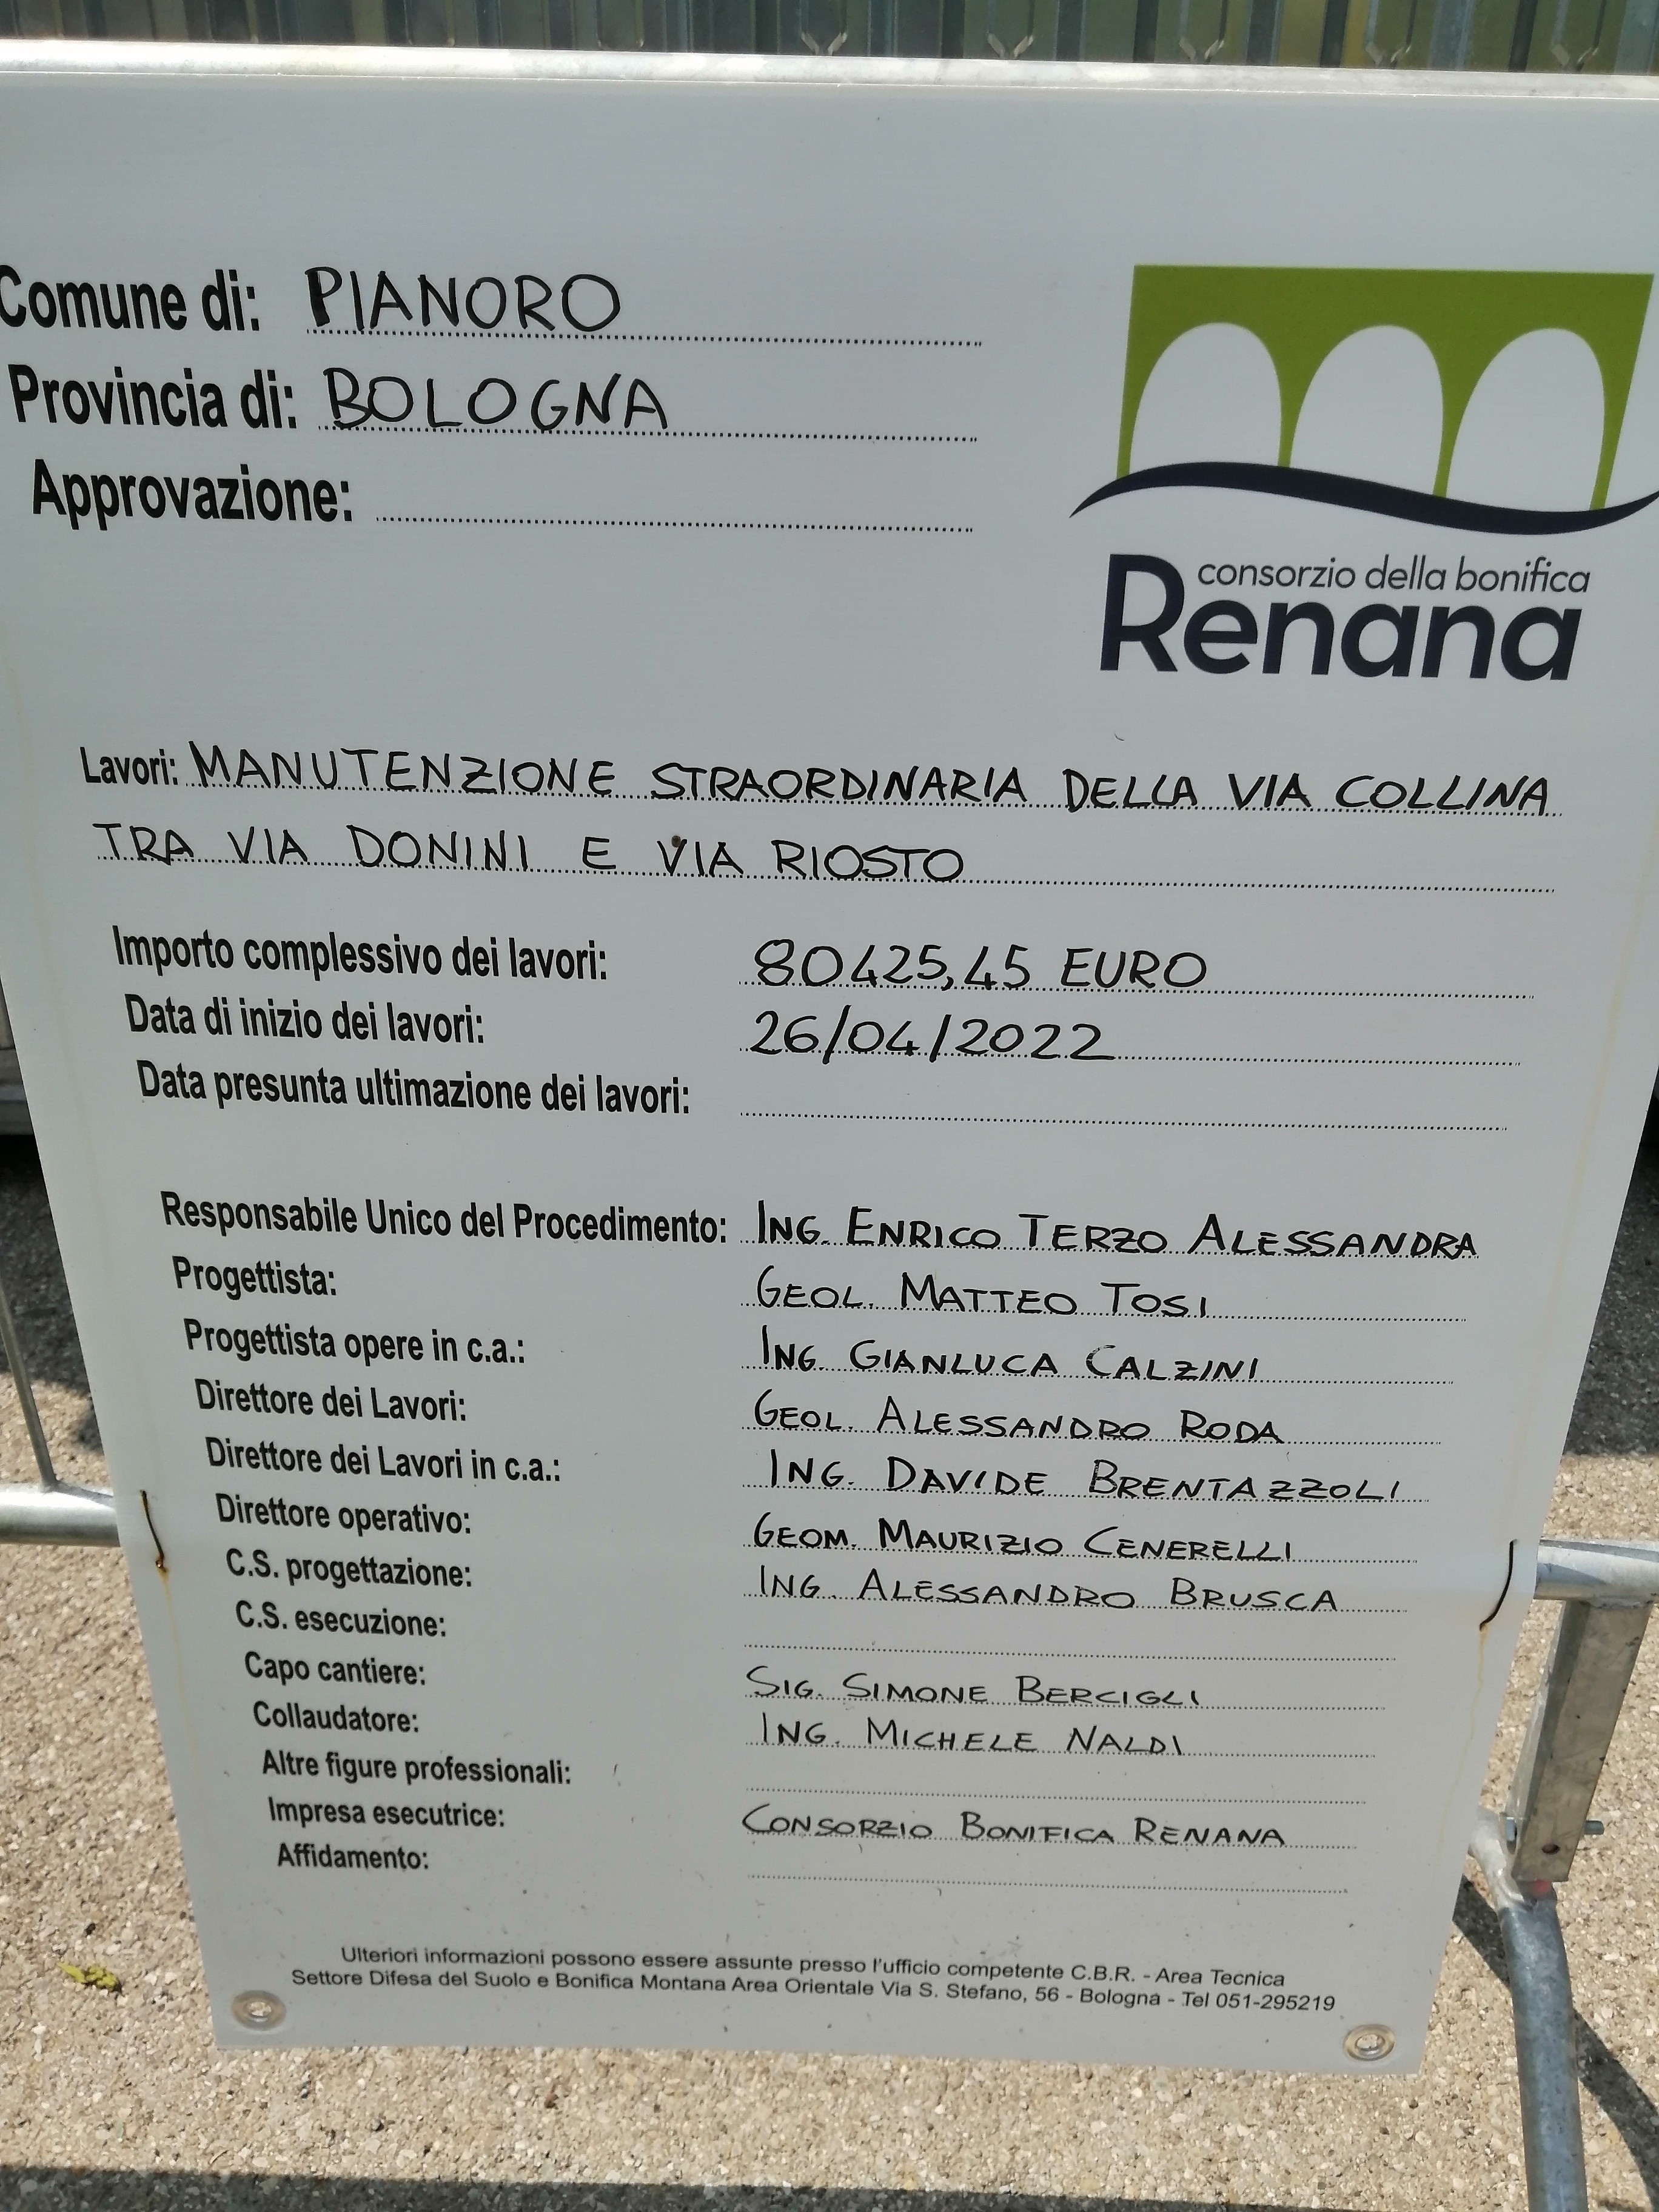 Comune di: PIANORO
Provincia di: BOLOGNA
Approvazione:
consorzio della bonifica
Renana
Lavori: MANUTENZIONE STRAORDINARIA DELLA VIA COLLINA
TRA VIA DONINI E VIA RIOSTO
Importo complessivo dei lavori: 80425,45 EURO
Data di inizio dei lavori: 26/04/2022
Data presunta ultimazione dei lavori:
Responsabile Unico del Procedimento: ING. ENRICO TERZO ALESSANDRA
Progettista: GEOL. MATTEO TOSI
Progettista opere in c.a.: ING. GIANLUCA CALZINI
Direttore dei Lavori: GEOL. ALESSANDRO RODA
Direttore dei Lavori in c.a.: ING. DAVIDE BRENTAZZOLI
Direttore operativo: GEOM. MAURIZIO CENERELLI
C.S. progettazione: ING. ALESSANDRO BRUSCA
C.S. esecuzione:
Capo cantiere: SIG. SIMONE BERCIGLI
Collaudatore: ING. MICHELE NALDI
Altre figure professionali:
Impresa esecutrice: CONSORZIO BONIFICA RENANA
Affidamento:
Ulteriori informazioni possono essere assunte presso l'ufficio competente C.B.R. - Area Tecnica
Settore Difesa del Suolo e Bonifica Montana Area Orientale Via S. Stefano, 56 - Bologna - Tel 051-295219